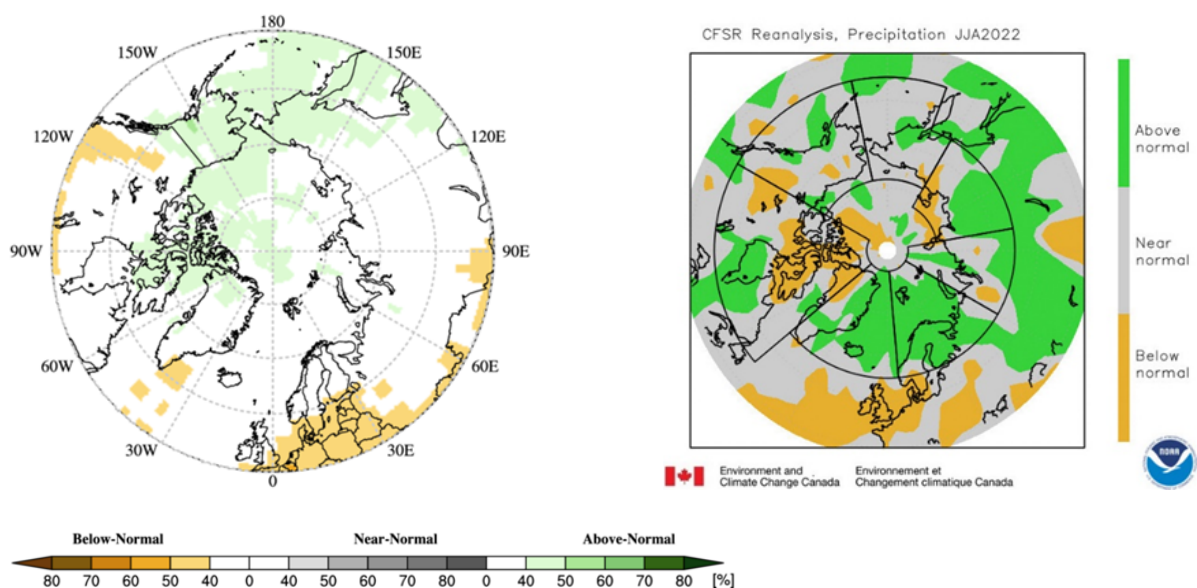 180
150W
150E
120W
120E
90W
90E
60W
60E
30W
30E
0
Below-Normal
Near-Normal
Above-Normal
80 70 60 50 40 0 40 50 60 70 80 0 40 50 60 70 80 [%]
CFSR Reanalysis, Precipitation JJA2022
Above
normal
Near
normal
Below
normal
Environment and
Climate Change Canada
Environnement et
Changement climatique Canada
NOAA